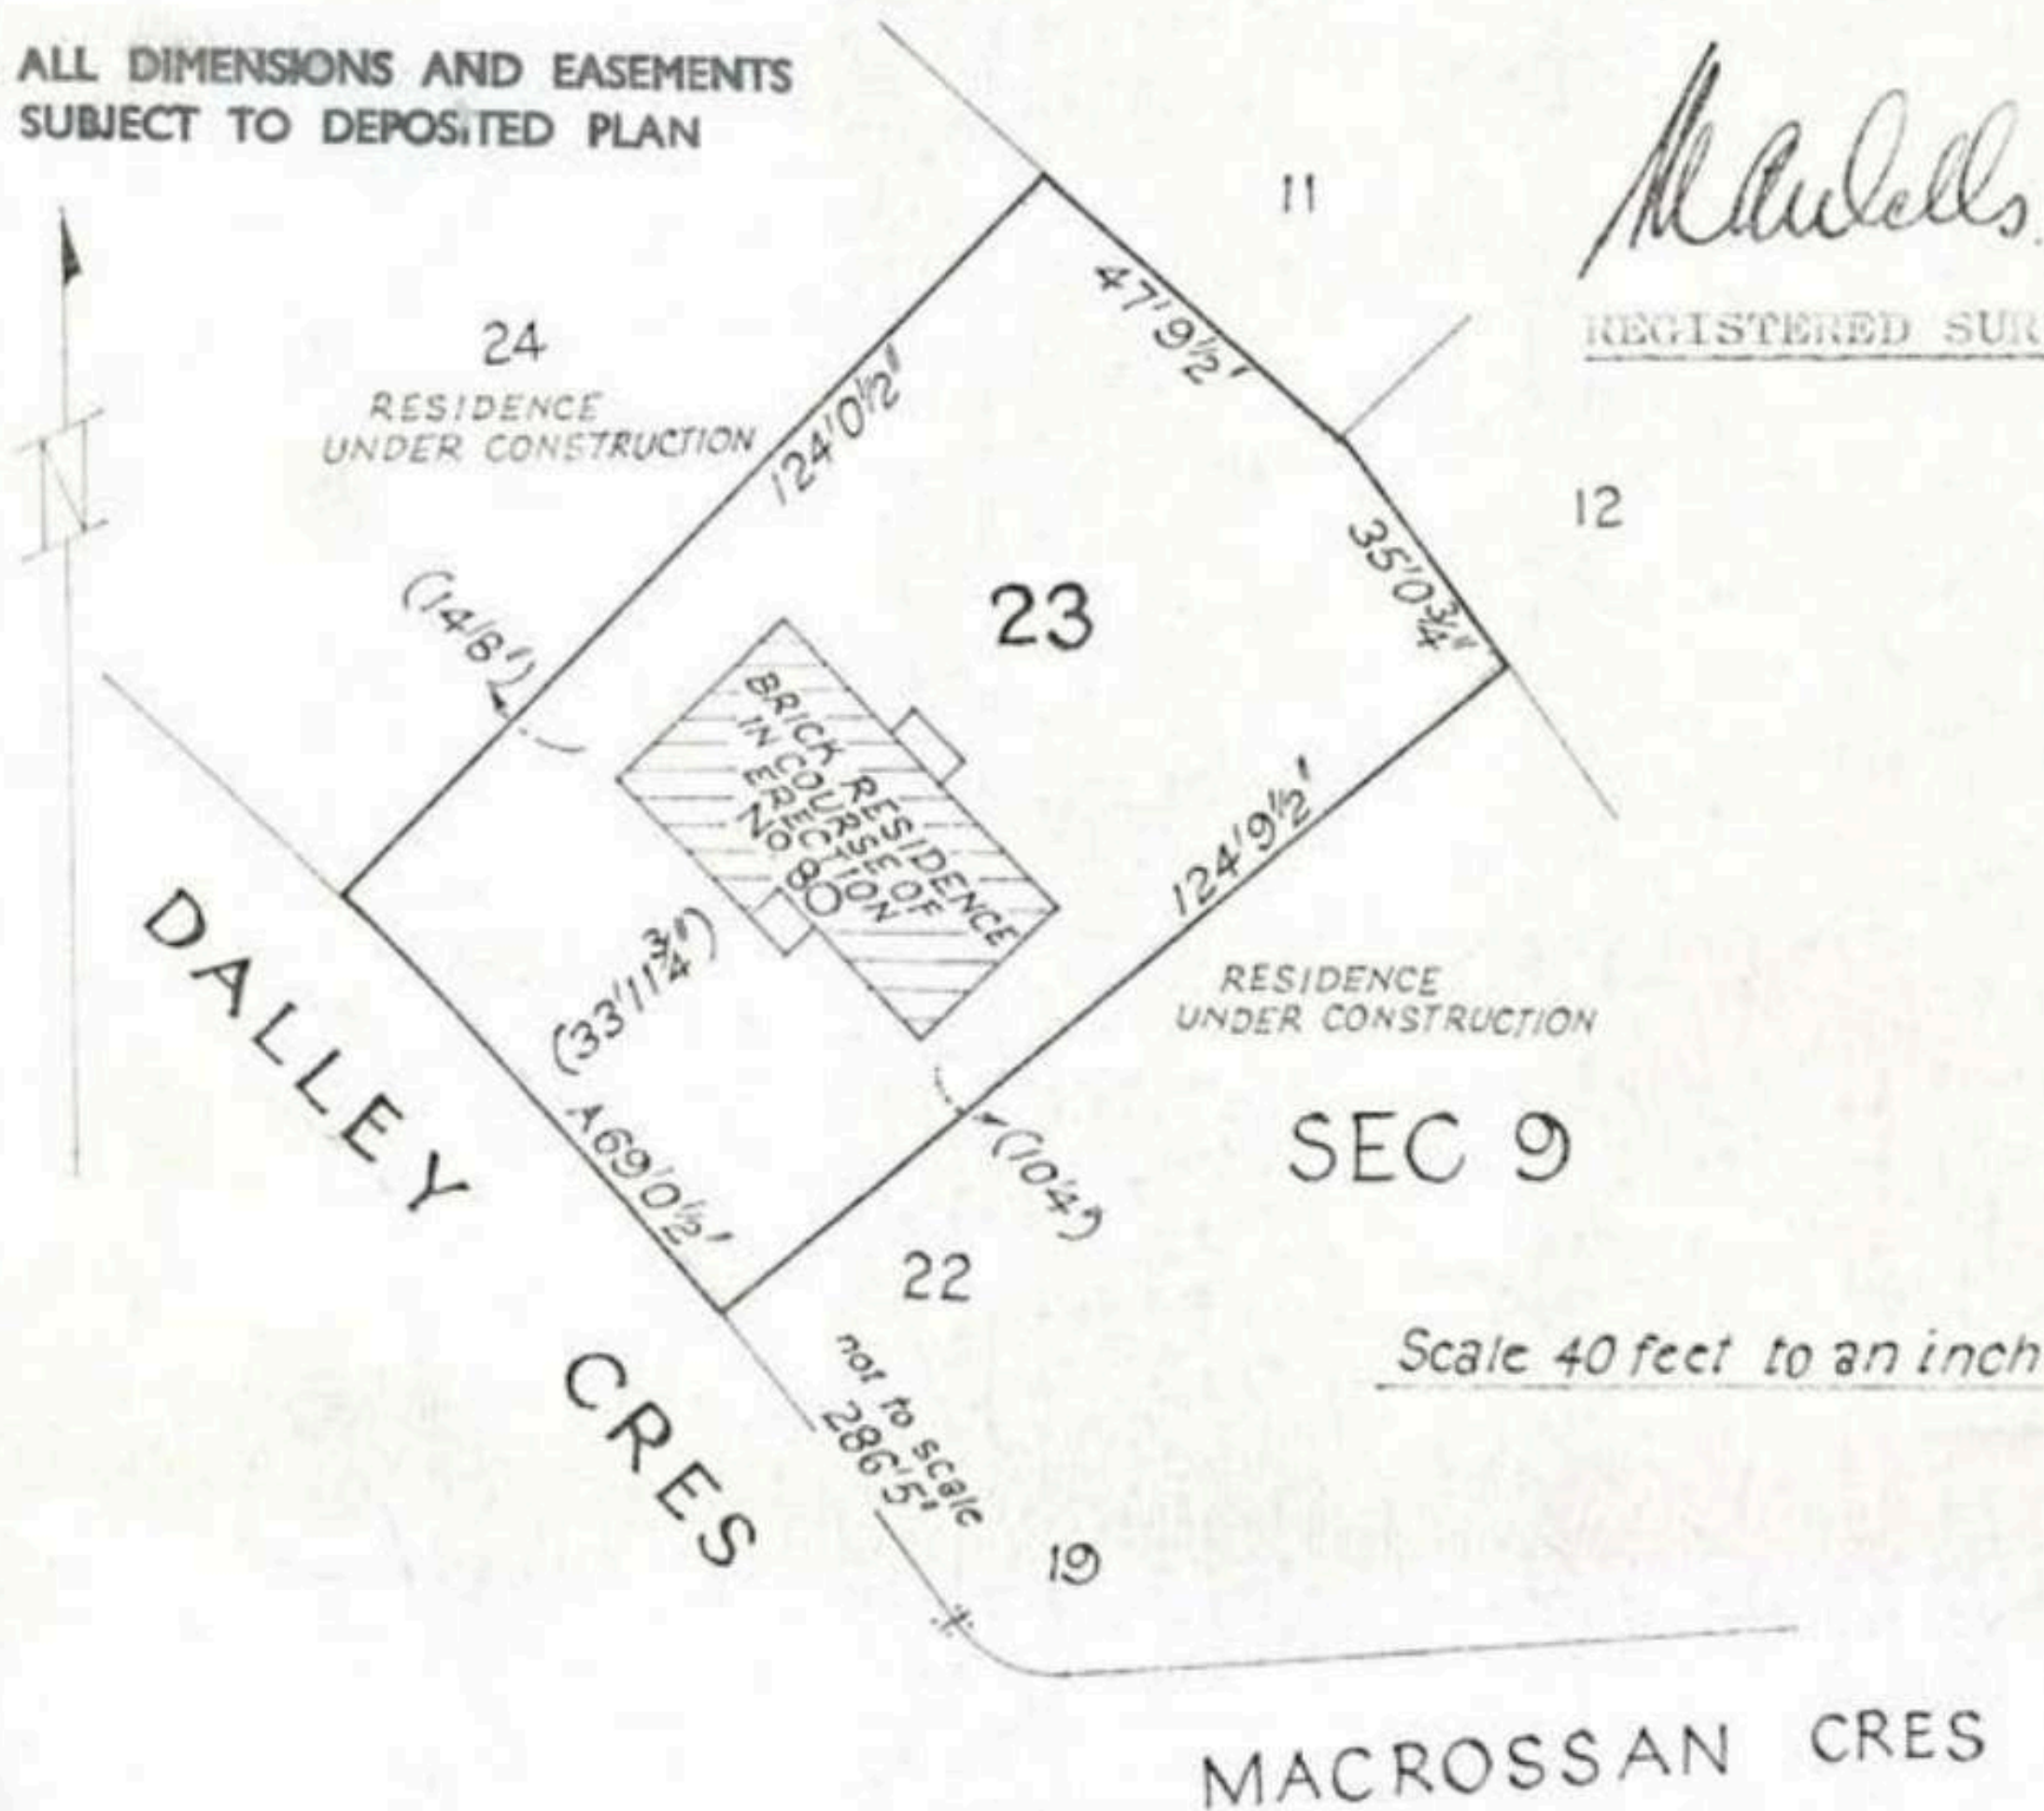 ALL DIMENSIONS AND EASEMENTS
SUBJECT TO DEPOSITED PLAN
11
REGISTERED SUR
N
24
RESIDENCE
UNDER CONSTRUCTION
47'9½'
124'0½"
12
35'0¾"
(14'8")
23
BRICK RESIDENCE
IN COURSE OF
ERECTION
No 80
124'9½'
DALLEY
(33'11¾")
RESIDENCE
UNDER CONSTRUCTION
A69'0½'
(10'4")
SEC 9
22
CRES
not to scale
286'5"
Scale 40 feet to an inch
19
MACROSSAN CRES